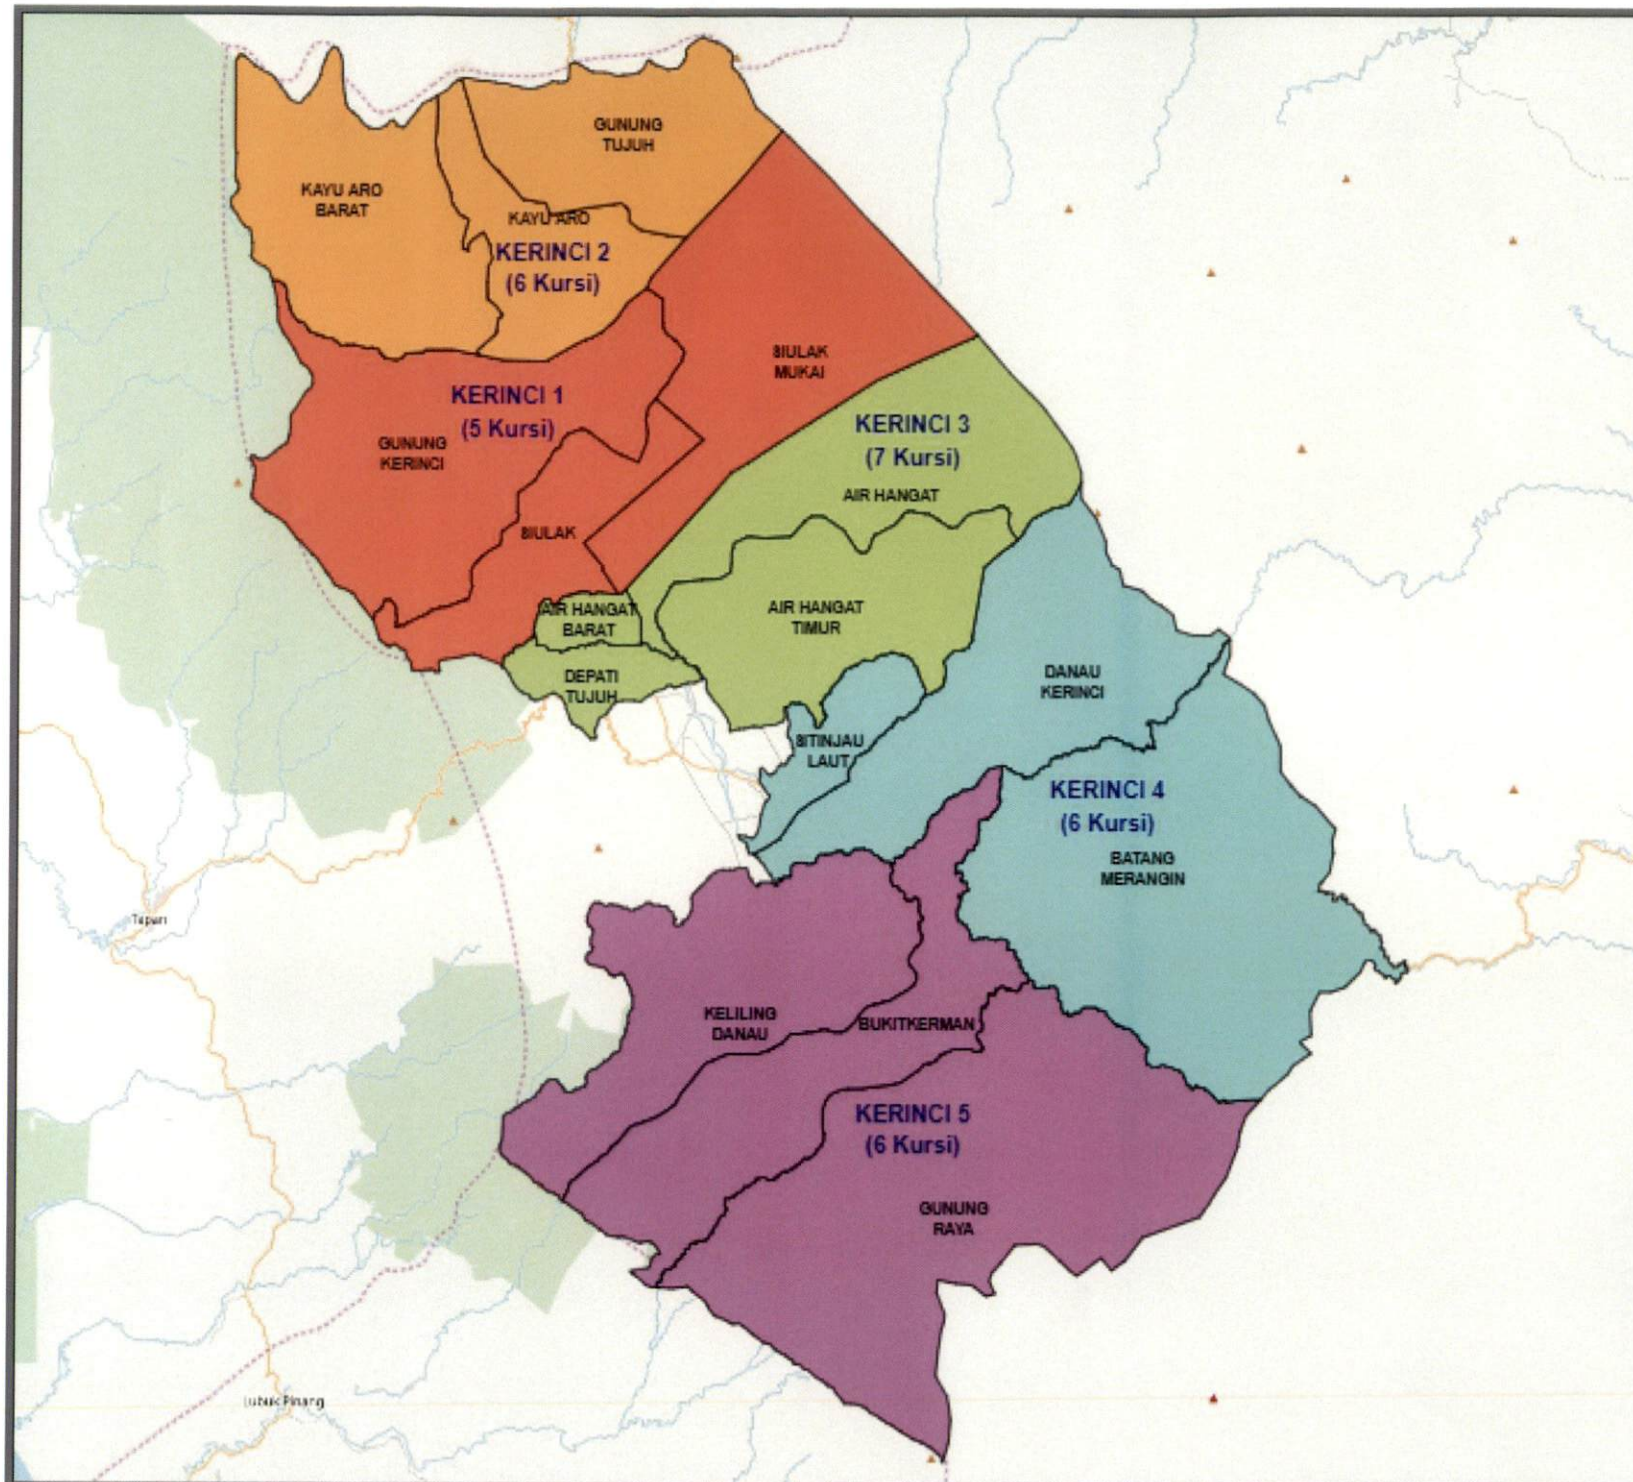 GUNUNG
TUJUH
KAYU ARO
BARAT
KAYU ARO
KERINCI 2
(6 Kursi)
SIULAK
MUKAI
KERINCI 1
(5 Kursi)
GUNUNG
KERINCI
KERINCI 3
(7 Kursi)
AIR HANGAT
SIULAK
AIR HANGAT
BARAT
AIR HANGAT
TIMUR
DEPATI
TUJUH
DANAU
KERINCI
SITINJAU
LAUT
KERINCI 4
(6 Kursi)
BATANG
MERANGIN
Tapan
KELILING
DANAU
BUKITKERMAN
KERINCI 5
(6 Kursi)
GUNUNG
RAYA
Lubuk Pinang